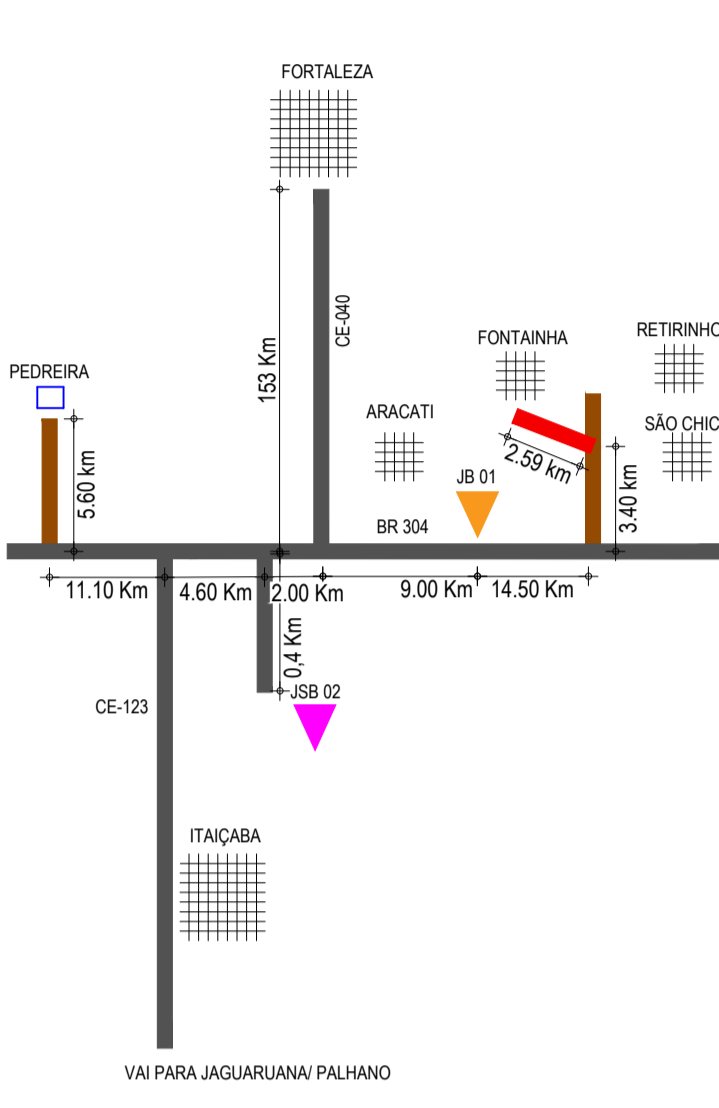 FORTALEZA
153 Km
CE-040
FONTAINHA
RETIRINHO
PEDREIRA
ARACATI
SÃO CHIC
5.60 km
2.59 km
JB 01
3.40 km
BR 304
11.10 Km
4.60 Km
2.00 Km
9.00 Km
14.50 Km
0,4 Km
JSB 02
CE-123
ITAIÇABA
VAI PARA JAGUARUANA/ PALHANO